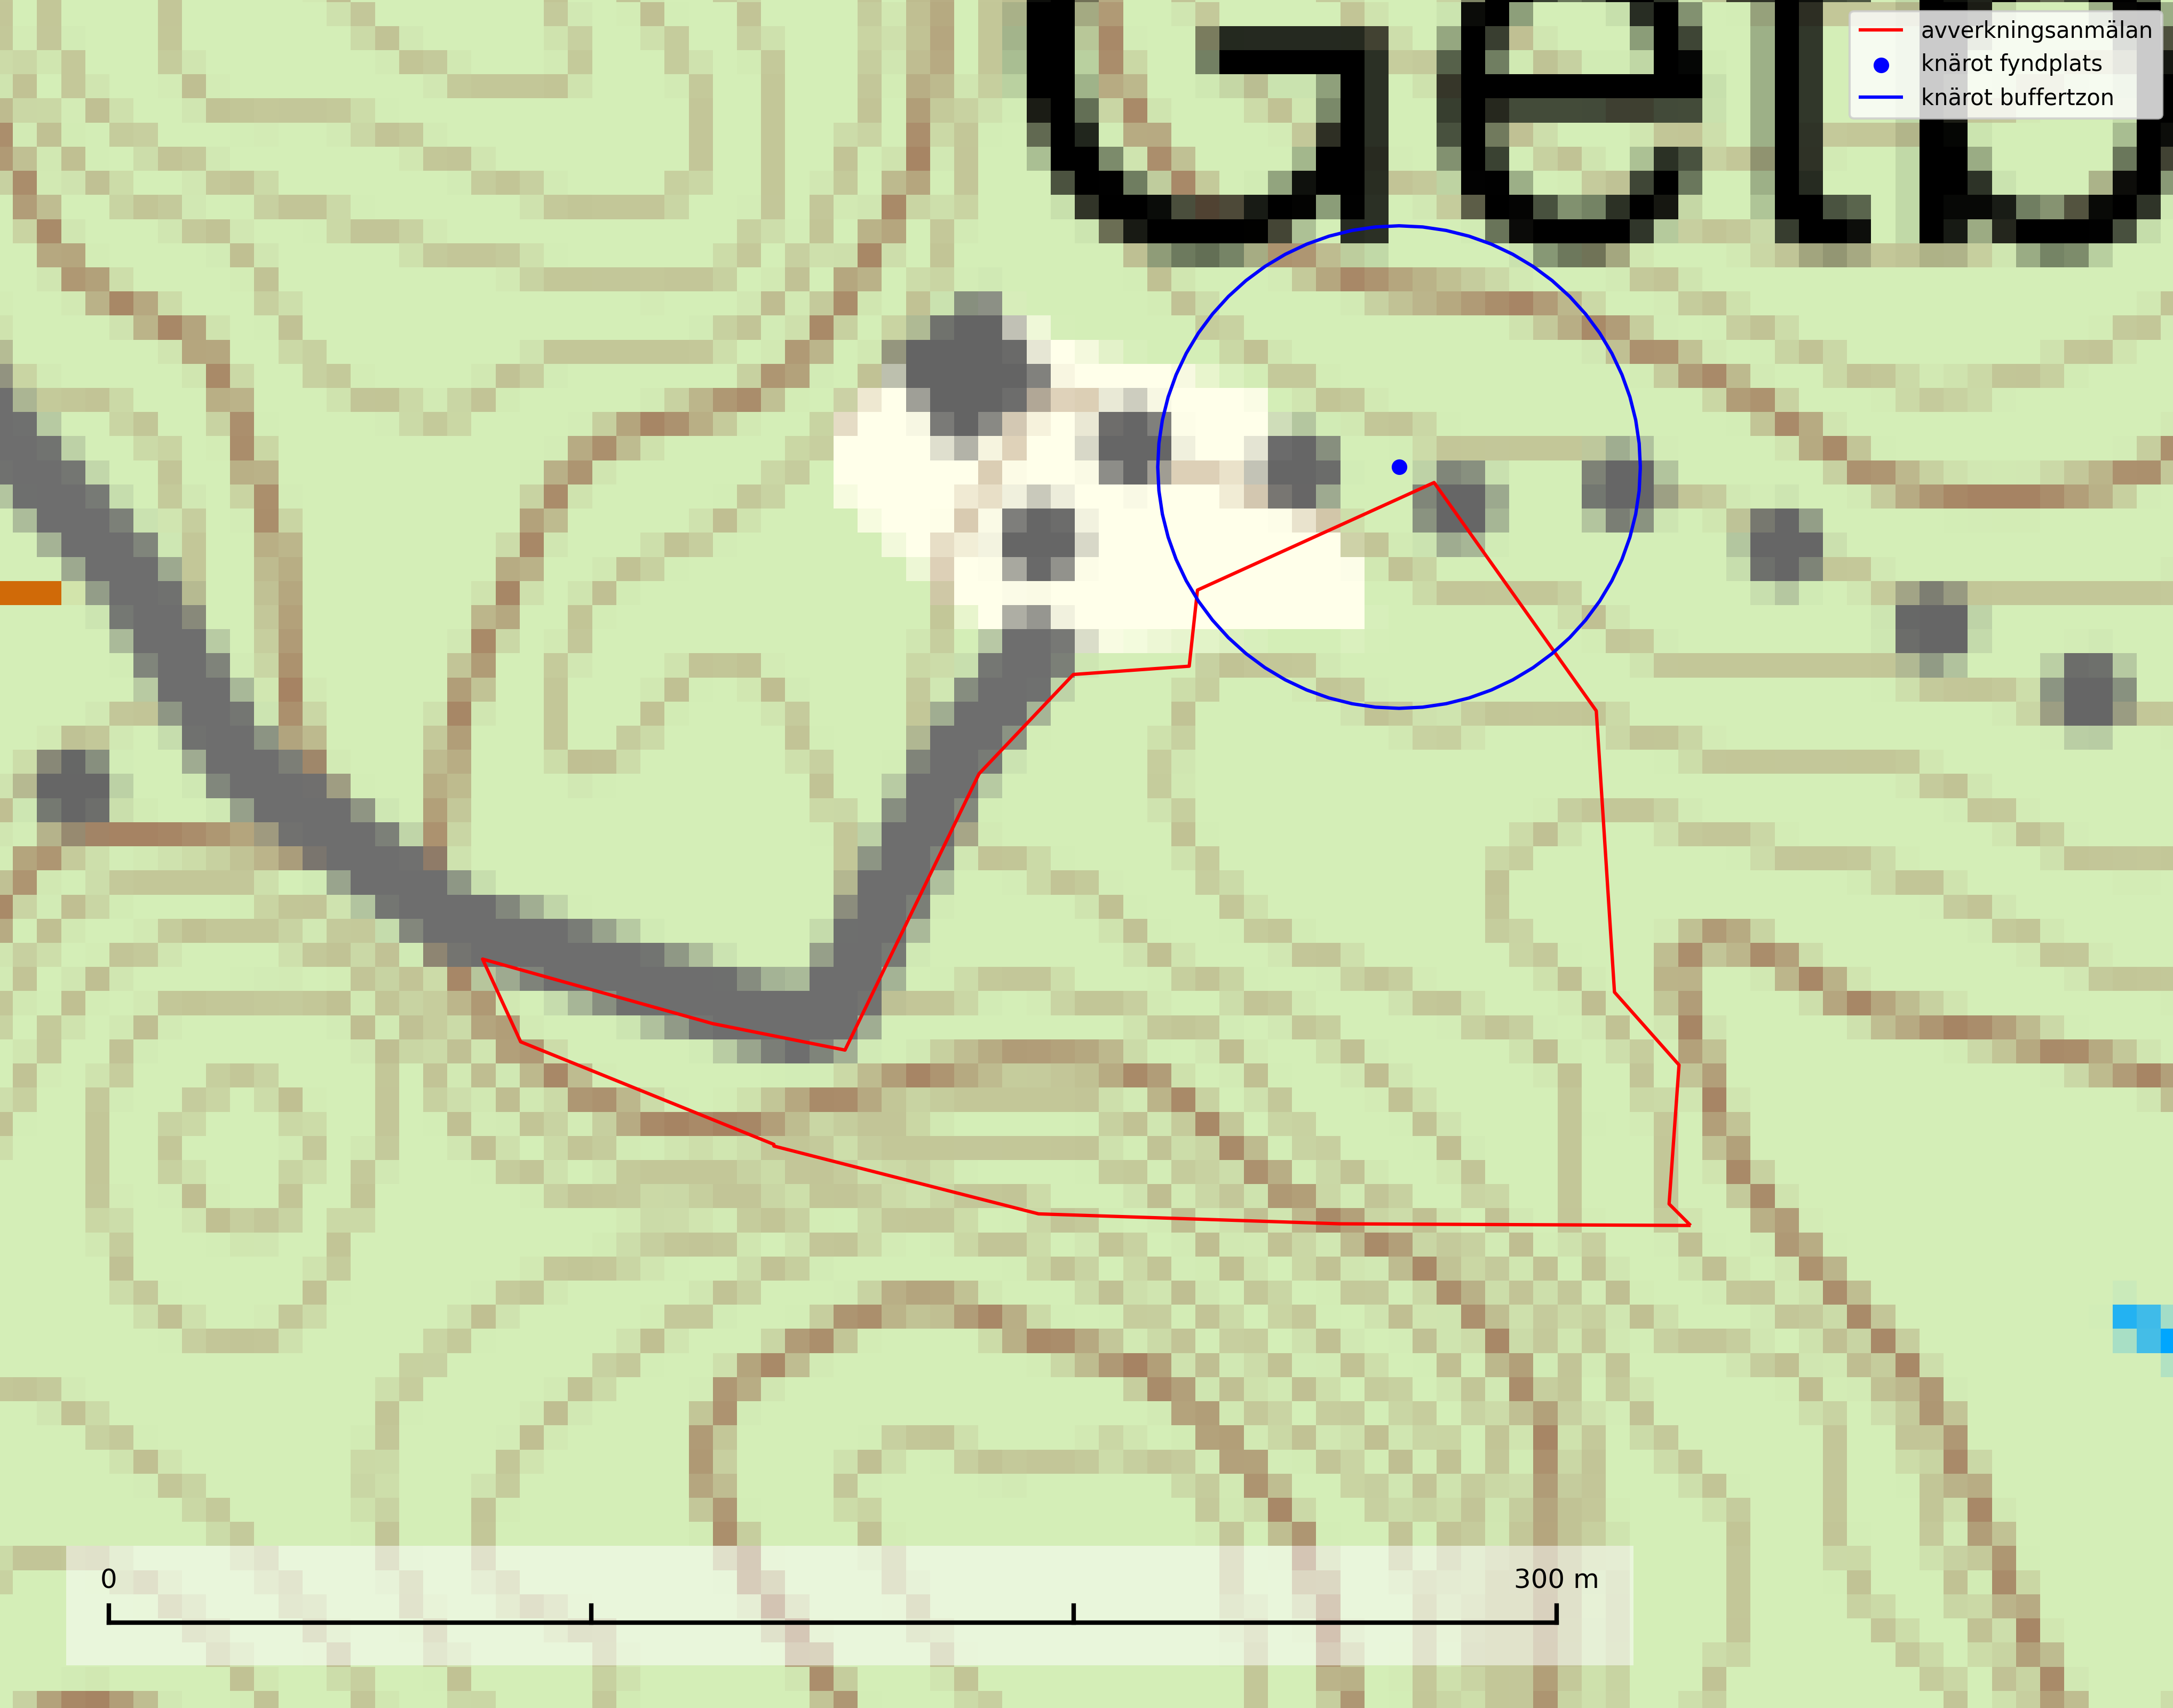 avverkningsanmälan
knärot fyndplats
knärot buffertzon
0 300 m